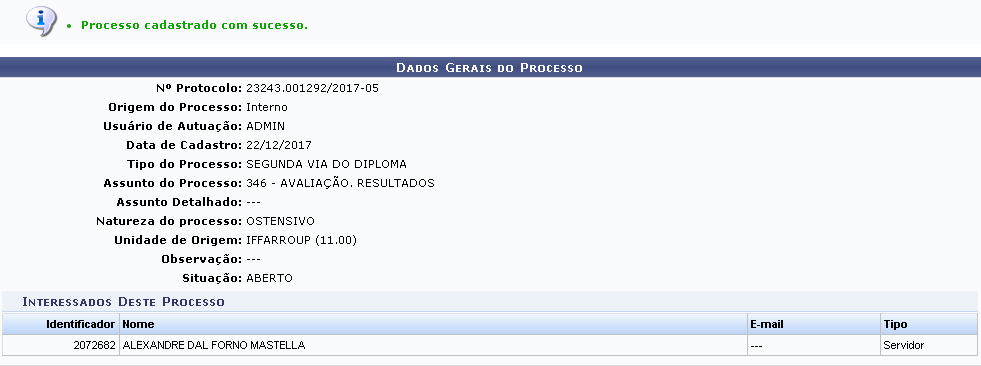 Processo cadastrado com sucesso.
Dados Gerais do Processo
Nº Protocolo: 23243.001292/2017-05
Origem do Processo: Interno
Usuário de Autuação: ADMIN
Data de Cadastro: 22/12/2017
Tipo do Processo: SEGUNDA VIA DO DIPLOMA
Assunto do Processo: 346 - AVALIAÇÃO. RESULTADOS
Assunto Detalhado: ---
Natureza do processo: OSTENSIVO
Unidade de Origem: IFFARROUP (11.00)
Observação: ---
Situação: ABERTO
Interessados Deste Processo
Identificador Nome E-mail Tipo
2072682 ALEXANDRE DAL FORNO MASTELLA --- Servidor